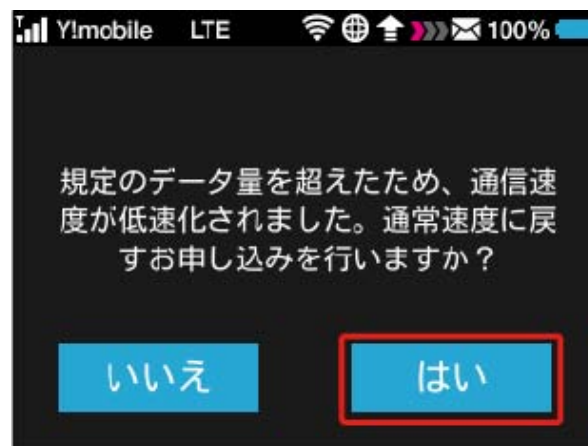 Y!mobile LTE 100%
規定のデータ量を超えたため、通信速
度が低速化されました。通常速度に戻
すお申し込みを行いますか？
いいえ はい